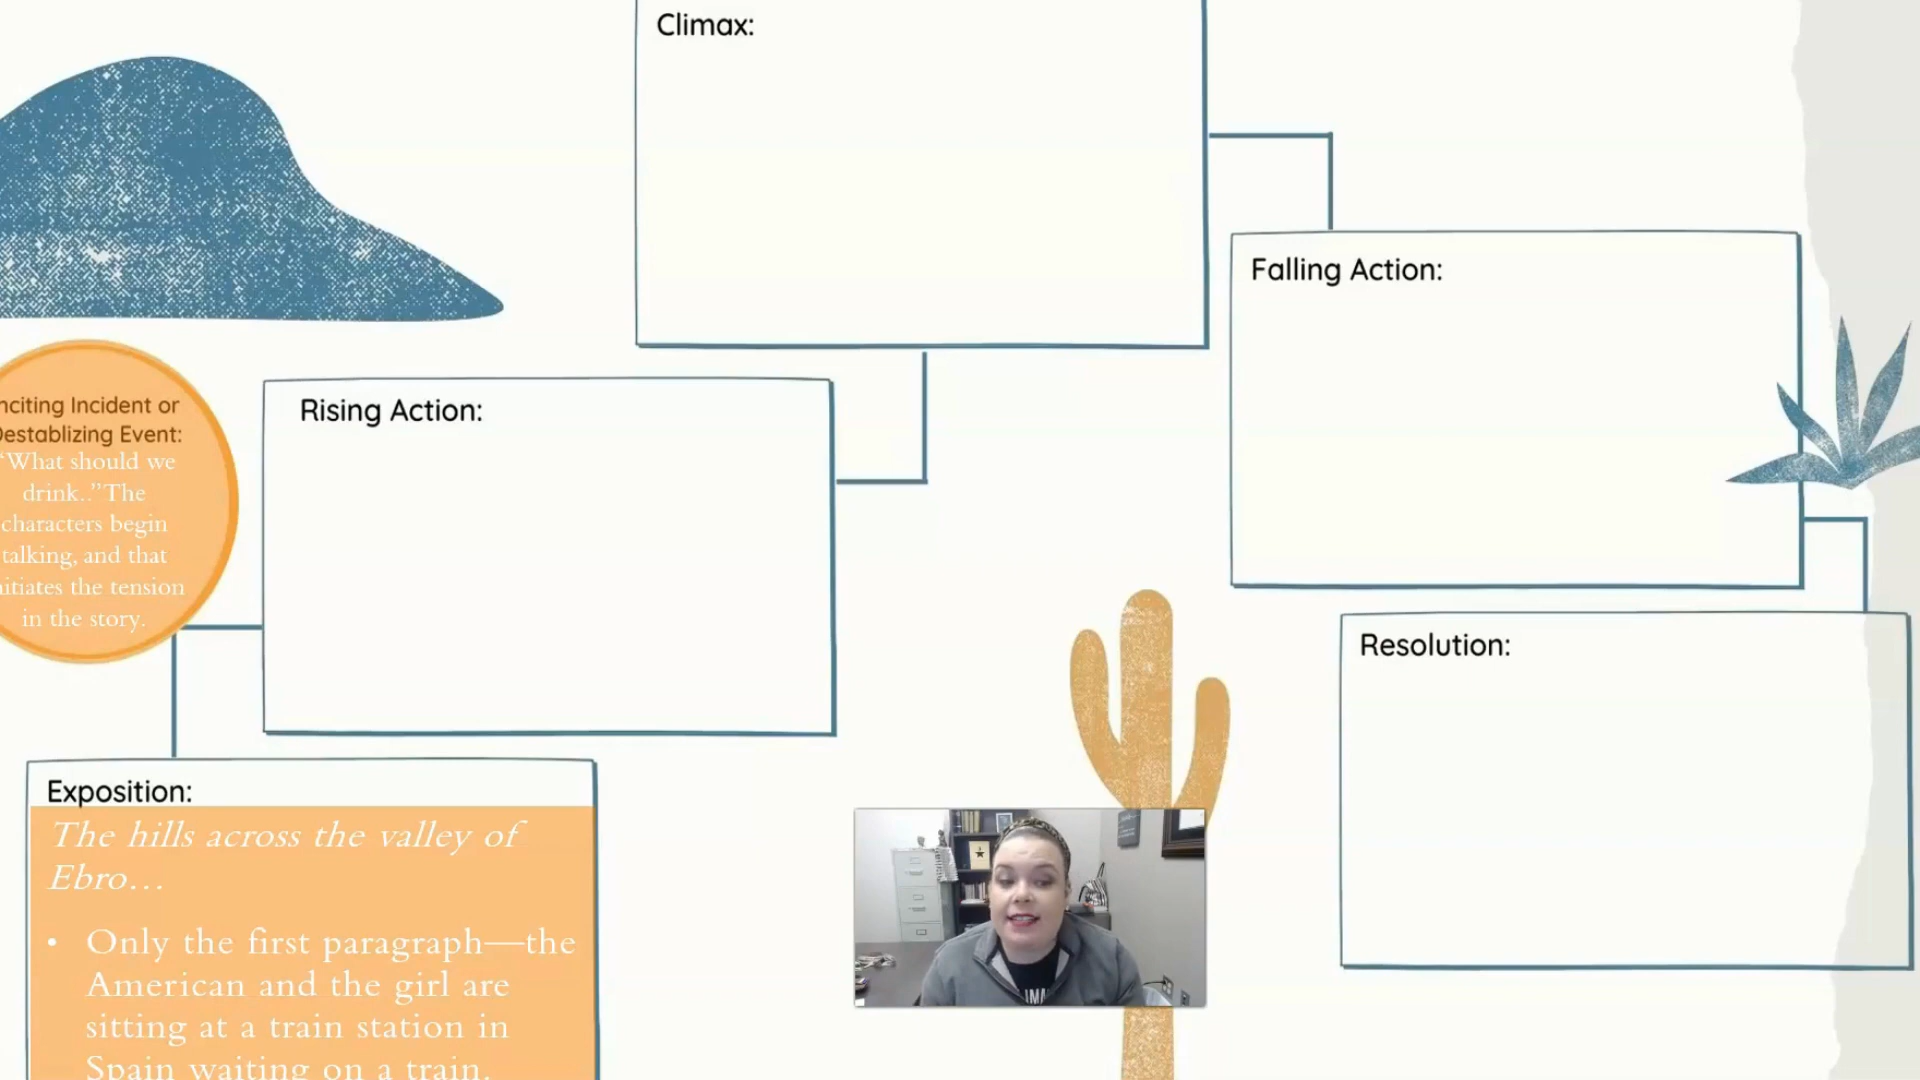 Climax:
Falling Action:
nciting Incident or
Destablizing Event:
“What should we
drink..” The
characters begin
talking, and that
nitiates the tension
in the story.
Rising Action:
Resolution:
Exposition:
The hills across the valley of
Ebro...
• Only the first paragraph—the
American and the girl are
sitting at a train station in
Spain waiting on a train.